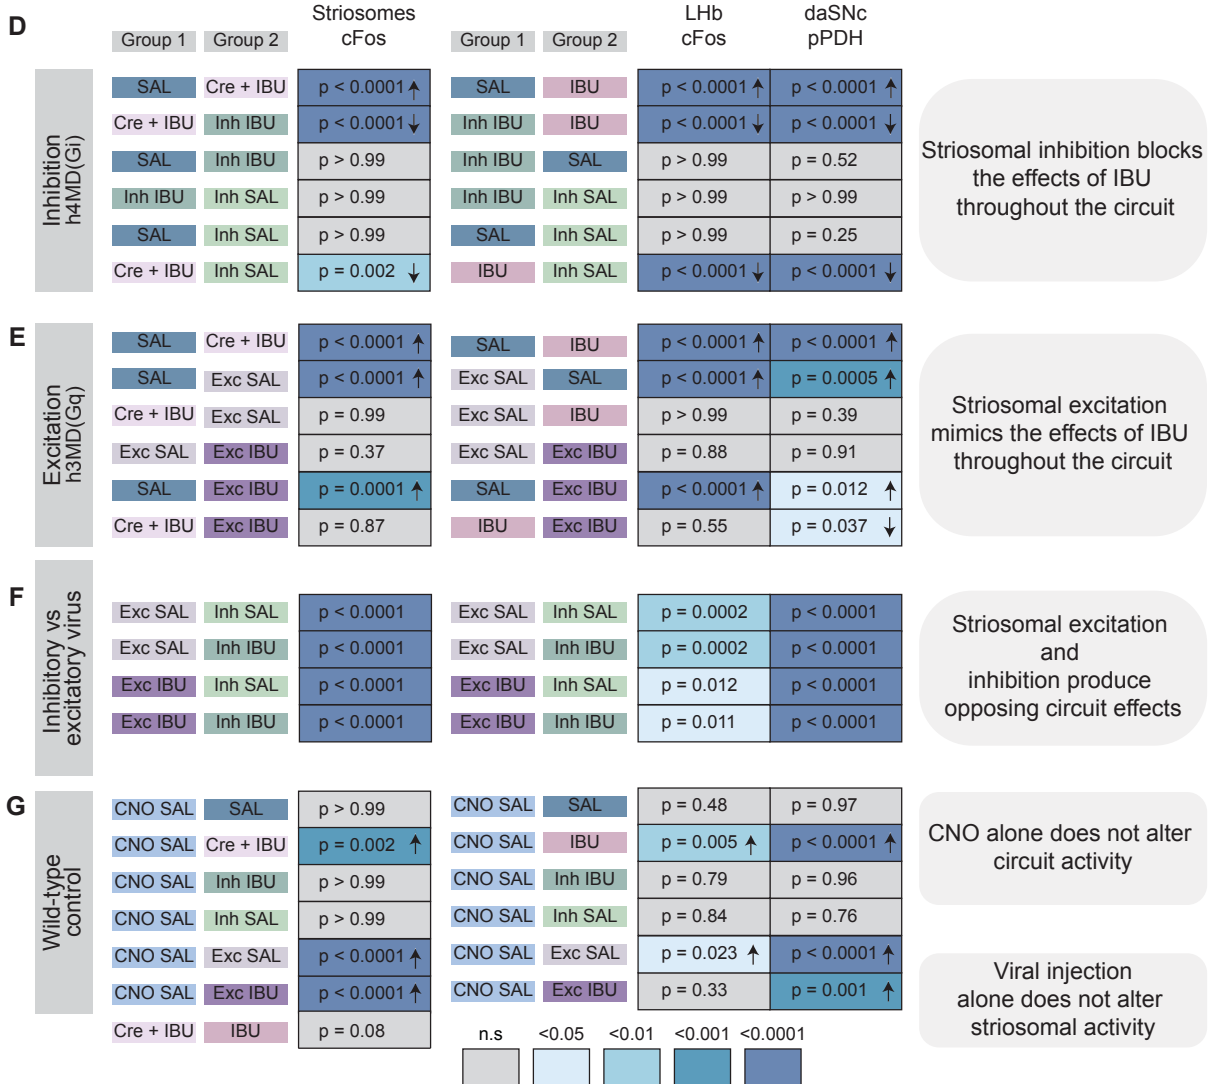 D
Striosomes
cFos
LHb
cFos
daSNc
pPDH
Group 1 Group 2 Group 1 Group 2
Inhibition
h4MD(Gi)
SAL Cre + IBU p < 0.0001 ↑ SAL IBU p < 0.0001 ↑ p < 0.0001 ↑
Cre + IBU Inh IBU p < 0.0001 ↓ Inh IBU IBU p < 0.0001 ↓ p < 0.0001 ↓
SAL Inh IBU p > 0.99 Inh IBU SAL p > 0.99 p = 0.52
Inh IBU Inh SAL p > 0.99 Inh IBU Inh SAL p > 0.99 p > 0.99
SAL Inh SAL p > 0.99 SAL Inh SAL p > 0.99 p = 0.25
Cre + IBU Inh SAL p = 0.002 ↓ IBU Inh SAL p < 0.0001 ↓ p < 0.0001 ↓
Striosomal inhibition blocks
the effects of IBU
throughout the circuit
E
Excitation
h3MD(Gq)
SAL Cre + IBU p < 0.0001 ↑ SAL IBU p < 0.0001 ↑ p < 0.0001 ↑
SAL Exc SAL p < 0.0001 ↑ Exc SAL SAL p < 0.0001 ↑ p = 0.0005 ↑
Cre + IBU Exc SAL p = 0.99 Exc SAL IBU p > 0.99 p = 0.39
Exc SAL Exc IBU p = 0.37 Exc SAL Exc IBU p = 0.88 p = 0.91
SAL Exc IBU p = 0.0001 ↑ SAL Exc IBU p < 0.0001 ↑ p = 0.012 ↑
Cre + IBU Exc IBU p = 0.87 IBU Exc IBU p = 0.55 p = 0.037 ↓
Striosomal excitation
mimics the effects of IBU
throughout the circuit
F
Inhibitory vs
excitatory virus
Exc SAL Inh SAL p < 0.0001 Exc SAL Inh SAL p = 0.0002 p < 0.0001
Exc SAL Inh IBU p < 0.0001 Exc SAL Inh IBU p = 0.0002 p < 0.0001
Exc IBU Inh SAL p < 0.0001 Exc IBU Inh SAL p = 0.012 p < 0.0001
Exc IBU Inh IBU p < 0.0001 Exc IBU Inh IBU p = 0.011 p < 0.0001
Striosomal excitation
and
inhibition produce
opposing circuit effects
G
Wild-type
control
CNO SAL SAL p > 0.99 CNO SAL SAL p = 0.48 p = 0.97
CNO SAL Cre + IBU p = 0.002 ↑ CNO SAL IBU p = 0.005 ↑ p < 0.0001 ↑
CNO SAL Inh IBU p > 0.99 CNO SAL Inh IBU p = 0.79 p = 0.96
CNO SAL Inh SAL p > 0.99 CNO SAL Inh SAL p = 0.84 p = 0.76
CNO SAL Exc SAL p < 0.0001 ↑ CNO SAL Exc SAL p = 0.023 ↑ p < 0.0001 ↑
CNO SAL Exc IBU p < 0.0001 ↑ CNO SAL Exc IBU p = 0.33 p = 0.001 ↑
Cre + IBU IBU p = 0.08
CNO alone does not alter
circuit activity
Viral injection
alone does not alter
striosomal activity
n.s <0.05 <0.01 <0.001 <0.0001